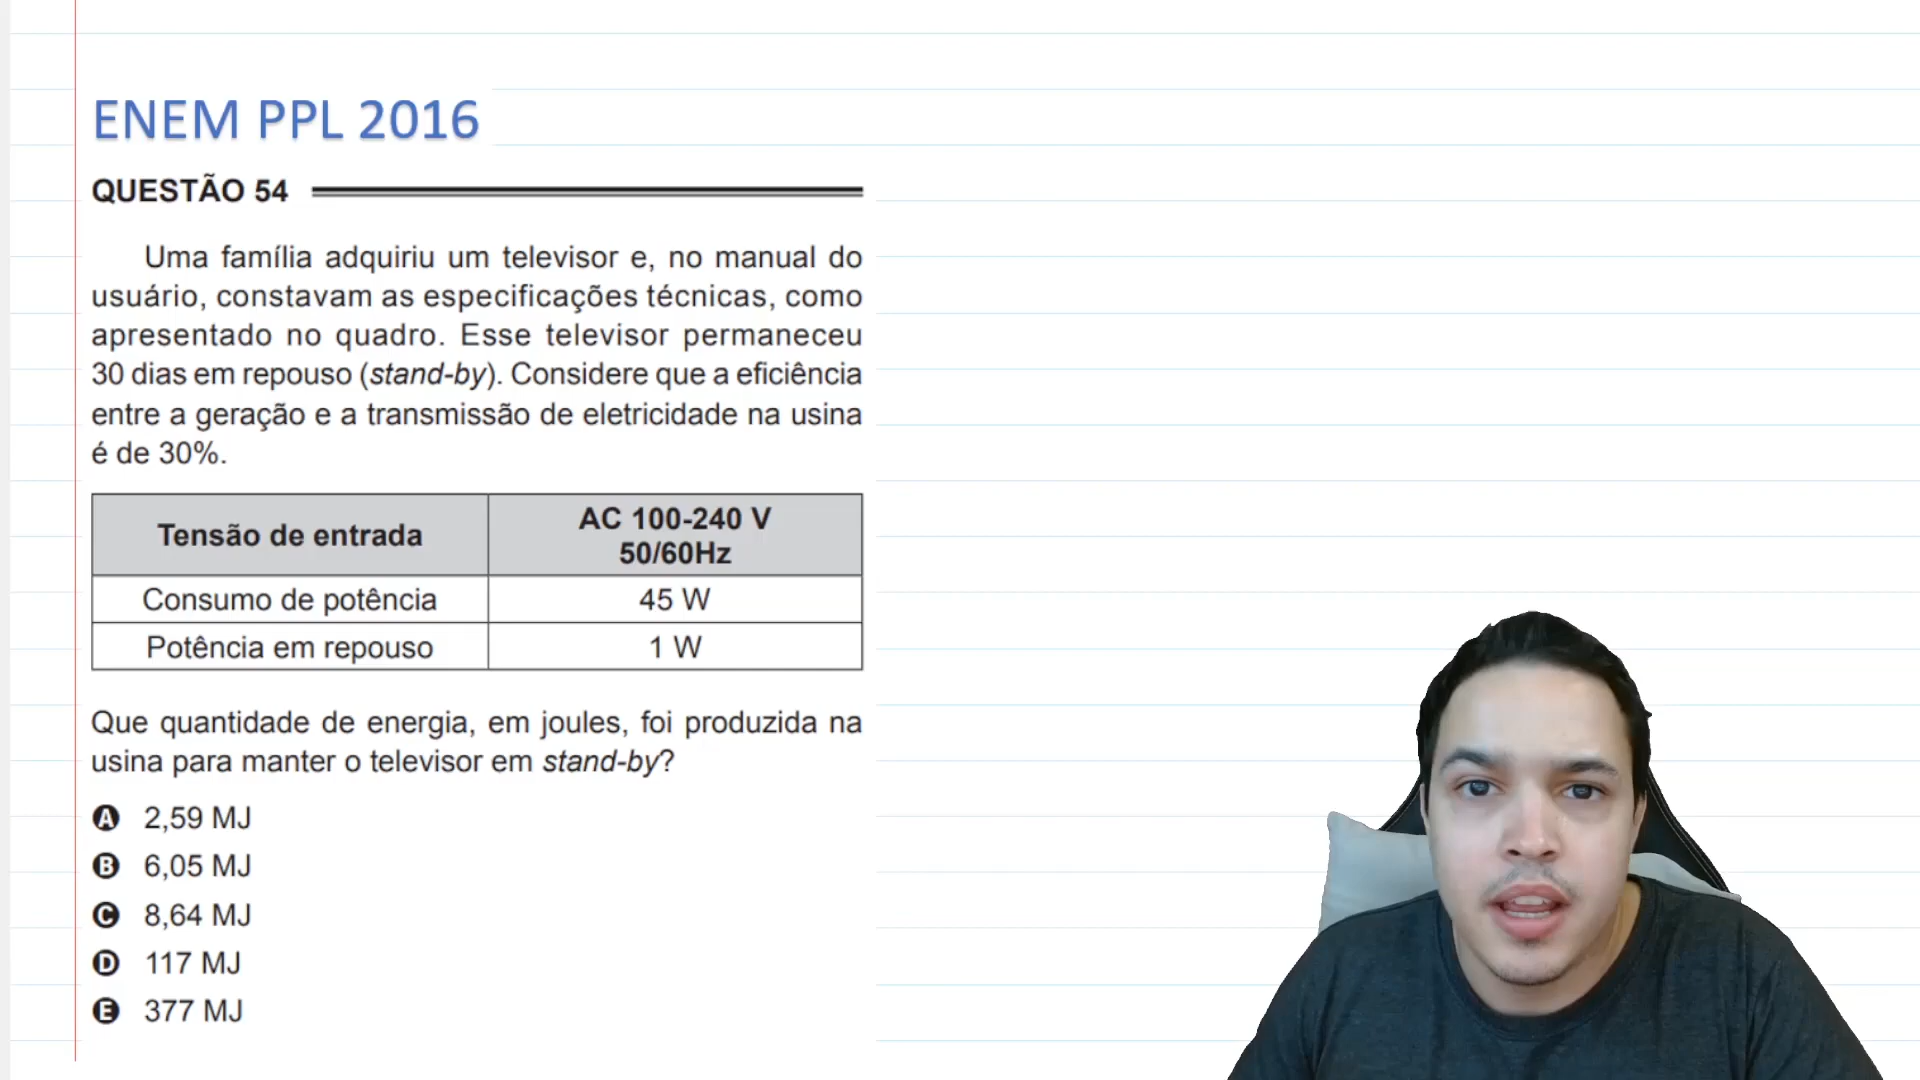 ENEM PPL 2016
QUESTÃO 54
Uma família adquiriu um televisor e, no manual do
usuário, constavam as especificações técnicas, como
apresentado no quadro. Esse televisor permaneceu
30 dias em repouso (stand-by). Considere que a eficiência
entre a geração e a transmissão de eletricidade na usina
é de 30%.
Tensão de entrada
AC 100-240 V
50/60Hz
Consumo de potência
45 W
Potência em repouso
1 W
Que quantidade de energia, em joules, foi produzida na
usina para manter o televisor em stand-by?
A 2,59 MJ
B 6,05 MJ
C 8,64 MJ
D 117 MJ
E 377 MJ